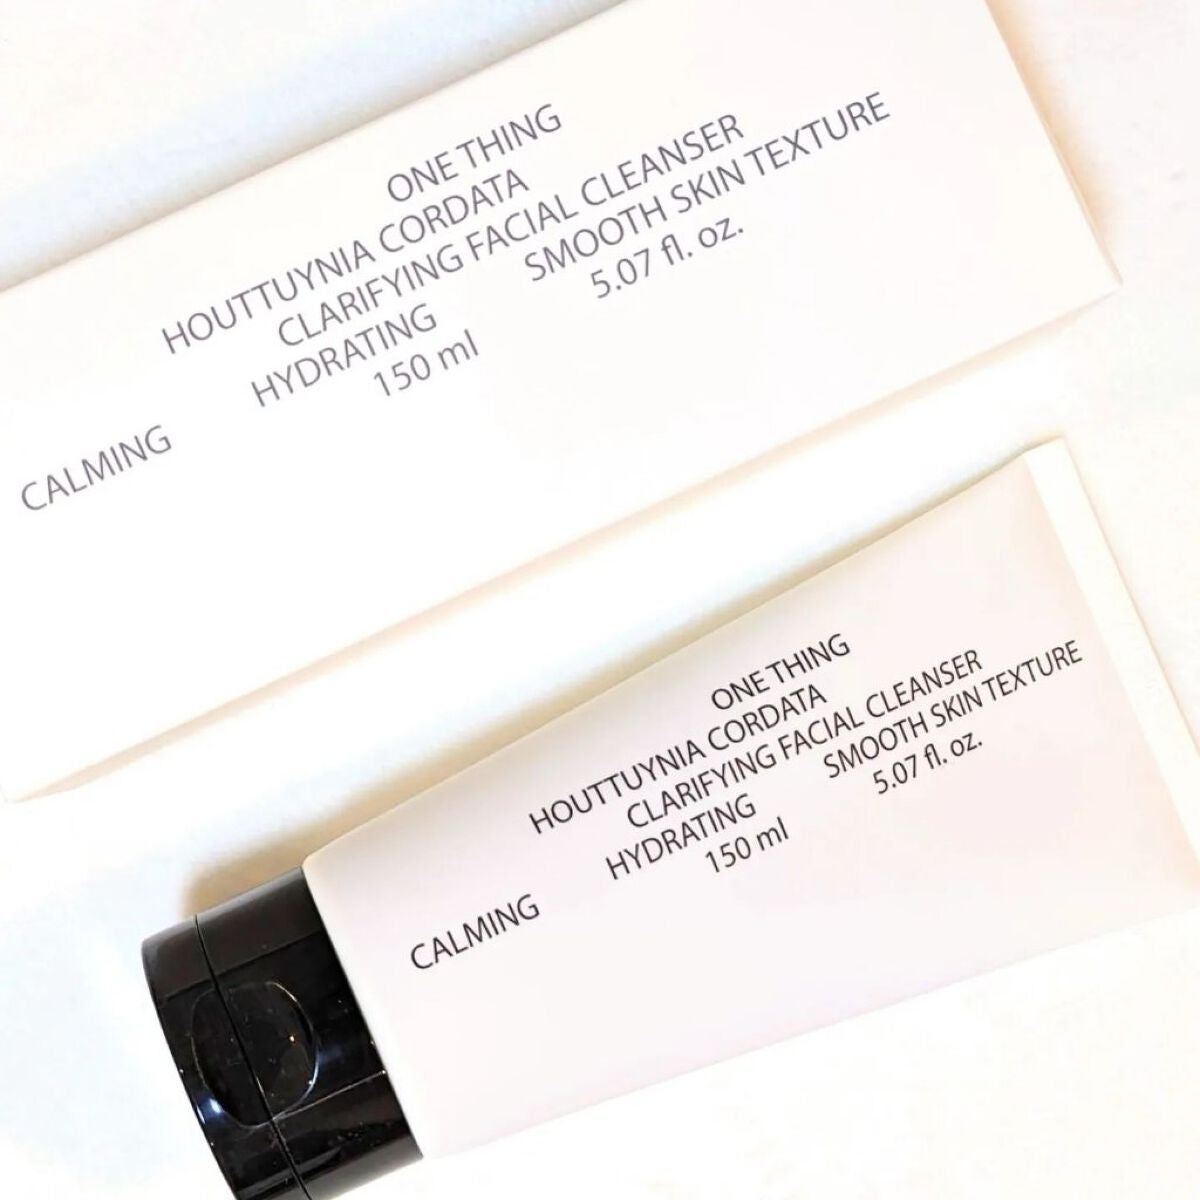 ONE THING
HOUTTUYNIA CORDATA
CLARIFYING FACIAL CLEANSER
CALMING HYDRATING SMOOTH SKIN TEXTURE
150 ml 5.07 fl. oz.
ONE THING
HOUTTUYNIA CORDATA
CLARIFYING FACIAL CLEANSER
CALMING HYDRATING SMOOTH SKIN TEXTURE
150 ml 5.07 fl. oz.